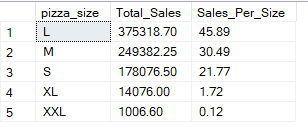 pizza_size Total_Sales Sales_Per_Size
1 L 375318.70 45.89
2 M 249382.25 30.49
3 S 178076.50 21.77
4 XL 14076.00 1.72
5 XXL 1006.60 0.12